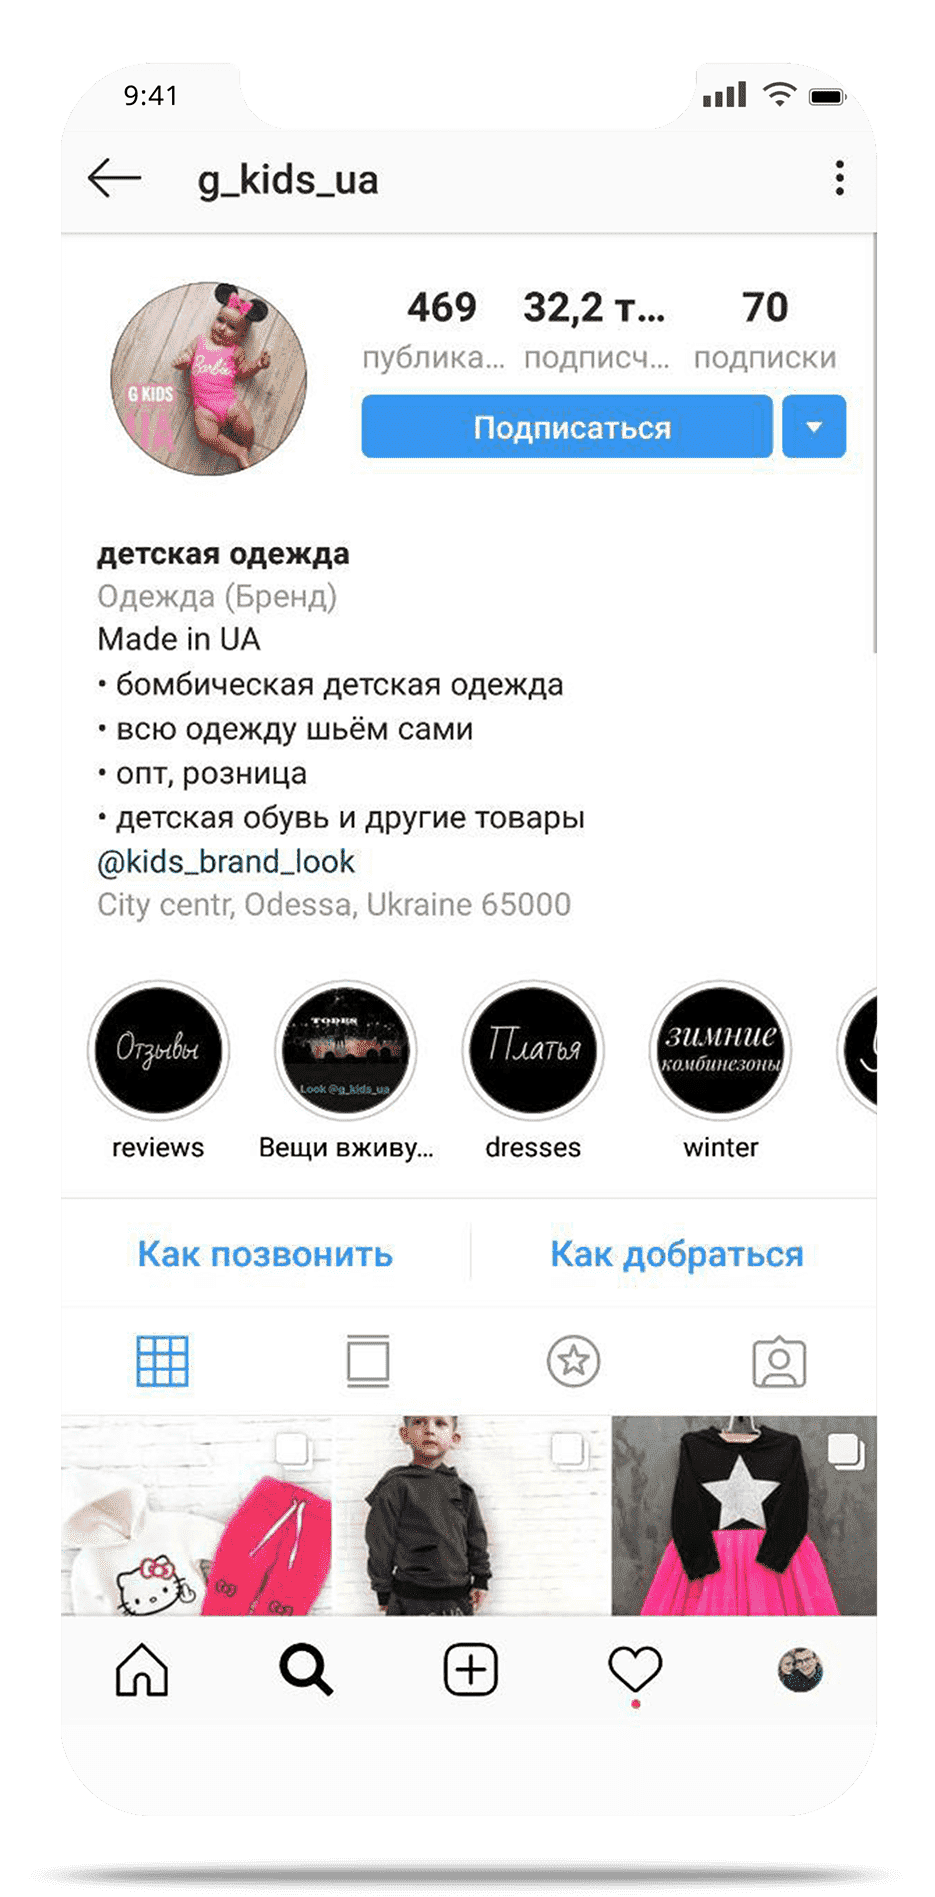 9:41
g_kids_ua
469 32,2 т... 70
публика... подписч... подписки
Подписаться
Barbie
G KIDS
UA
детская одежда
Одежда (Бренд)
Made in UA
• бомбическая детская одежда
• всю одежду шьём сами
• опт, розница
• детская обувь и другие товары
@kids_brand_look
City centr, Odessa, Ukraine 65000
Отзывы
TODES
Look @g_kids_ua
Платья
зимние
комбинезоны
reviews Вещи вживу... dresses winter
Как позвонить Как добраться